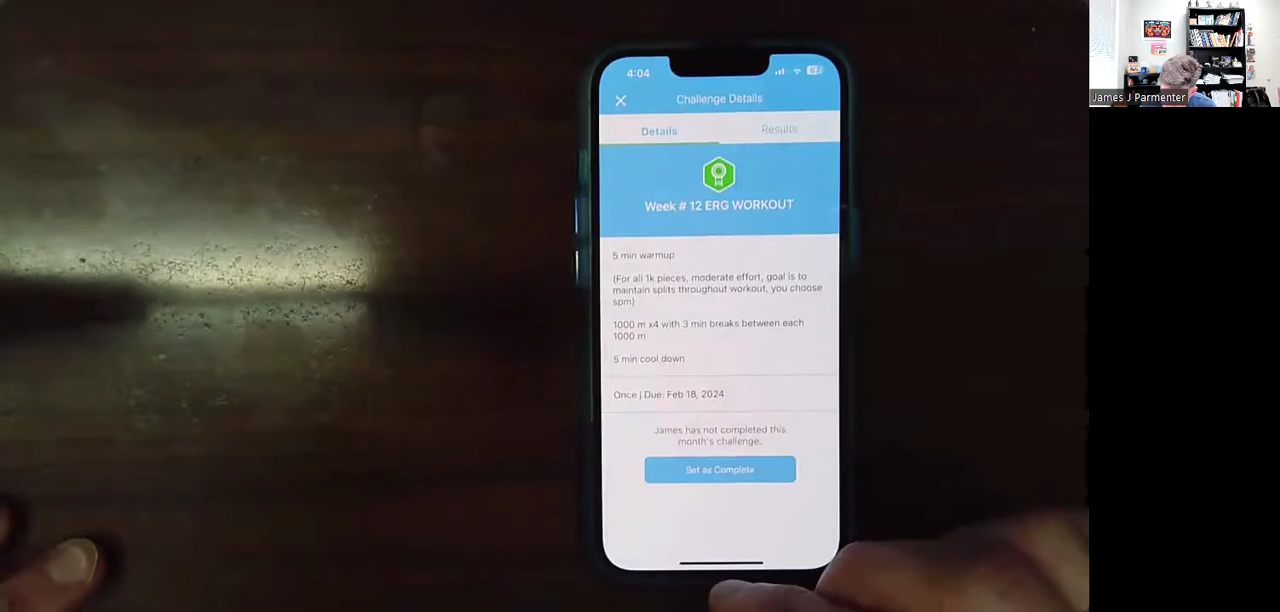 4:04
Challenge Details
Details
Results
Week # 12 ERG WORKOUT
5 min warmup
(For all 1k pieces, moderate effort, goal is to
maintain splits throughout workout, you choose
spm)
1000 m x4 with 3 min breaks between each
1000 m
5 min cool down
Once | Due: Feb 18, 2024
James has not completed this
month's challenge.
Set as Complete
James J Parmenter